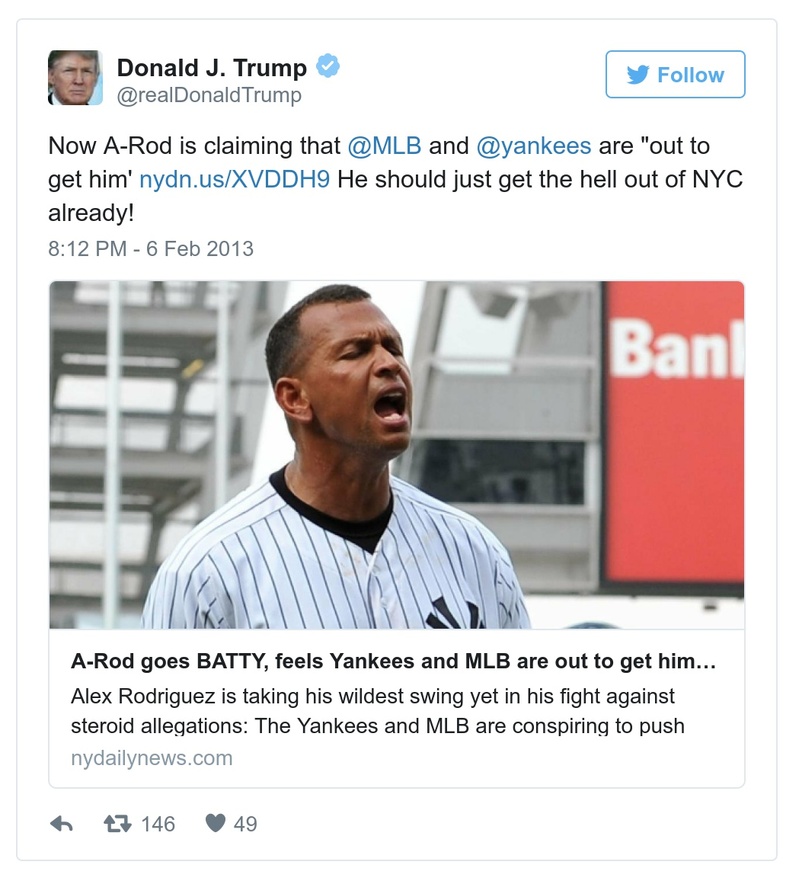 Donald J. Trump
@realDonaldTrump
Follow
Now A-Rod is claiming that @MLB and @yankees are "out to
get him' nydn.us/XVDDH9 He should just get the hell out of NYC
already!
8:12 PM - 6 Feb 2013
Bank
A-Rod goes BATTY, feels Yankees and MLB are out to get him…
Alex Rodriguez is taking his wildest swing yet in his fight against
steroid allegations: The Yankees and MLB are conspiring to push
nydailynews.com
146 49